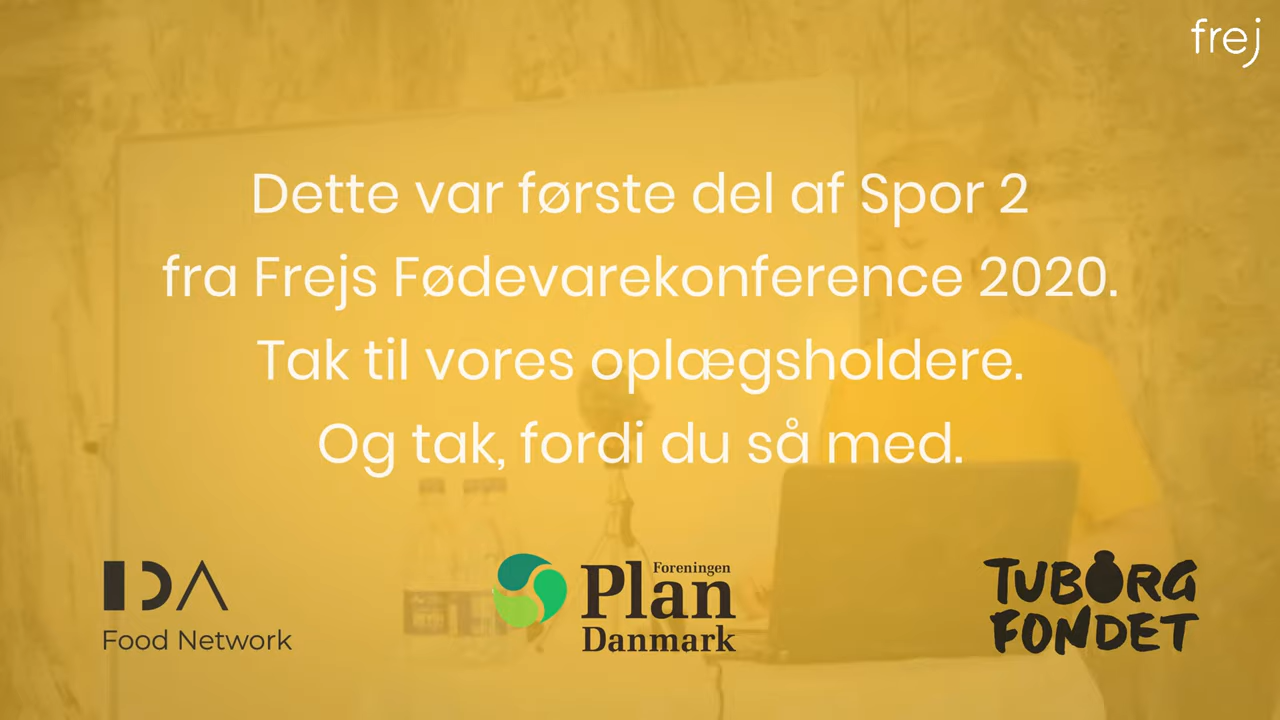 frej
Dette var første del af Spor 2
fra Frejs Fødevarekonference 2020.
Tak til vores oplægsholdere.
Og tak, fordi du så med.
IDA
Food Network
Foreningen
Plan
Danmark
TUBORG
FONDET